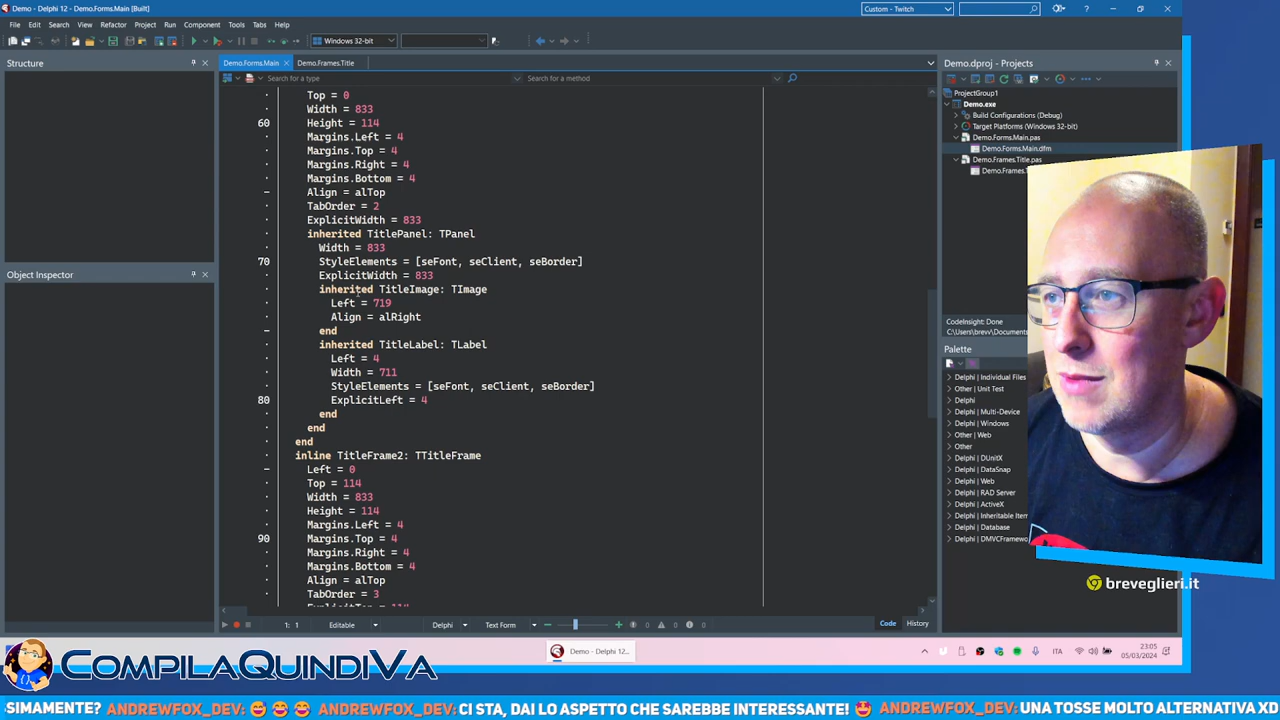 Demo - Delphi 12 - Demo.Forms.Main [Built]
Custom - Twitch
File Edit Search View Refactor Project Run Component Tools Tabs Help
Windows 32-bit
Structure
Demo.Forms.Main
Demo.Frames.Title
Search for a type
Search for a method
Top = 0
Width = 833
60 Height = 114
Margins.Left = 4
Margins.Top = 4
Margins.Right = 4
Margins.Bottom = 4
Align = alTop
TabOrder = 2
ExplicitWidth = 833
inherited TitlePanel: TPanel
Width = 833
70 StyleElements = [seFont, seClient, seBorder]
ExplicitWidth = 833
inherited TitleImage: TImage
Left = 719
Align = alRight
end
inherited TitleLabel: TLabel
Left = 4
Width = 711
StyleElements = [seFont, seClient, seBorder]
80 ExplicitLeft = 4
end
end
end
inline TitleFrame2: TTitleFrame
Left = 0
Top = 114
Width = 833
Height = 114
Margins.Left = 4
90 Margins.Top = 4
Margins.Right = 4
Margins.Bottom = 4
Align = alTop
TabOrder = 3
Object Inspector
1: 1
Editable
Delphi
Text Form
0 0 0
Code
History
Demo.dproj - Projects
ProjectGroup1
Demo.exe
Build Configurations (Debug)
Target Platforms (Windows 32-bit)
Demo.Forms.Main.pas
Demo.Forms.Main.dfm
Demo.Frames.Title.pas
CodeInsight: Done
Palette
Delphi | Individual Files
Other | Unit Test
Delphi
Delphi | Multi-Device
Delphi | Windows
Other | Web
Other
Delphi | DUnitX
Delphi | DataSnap
Delphi | Web
Delphi | RAD Server
Delphi | ActiveX
Delphi | Database
breveglieri.it
Demo - Delphi 12...
ITA
23:05
05/03/2024
COMPILAQUINDIVA
SIMAMENTE? ANDREWFOX_DEV: ANDREWFOX_DEV: CI STA, DAI LO ASPETTO CHE SAREBBE INTERESSANTE! ANDREWFOX_DEV: UNA TOSSE MOLTO ALTERNATIVA XD